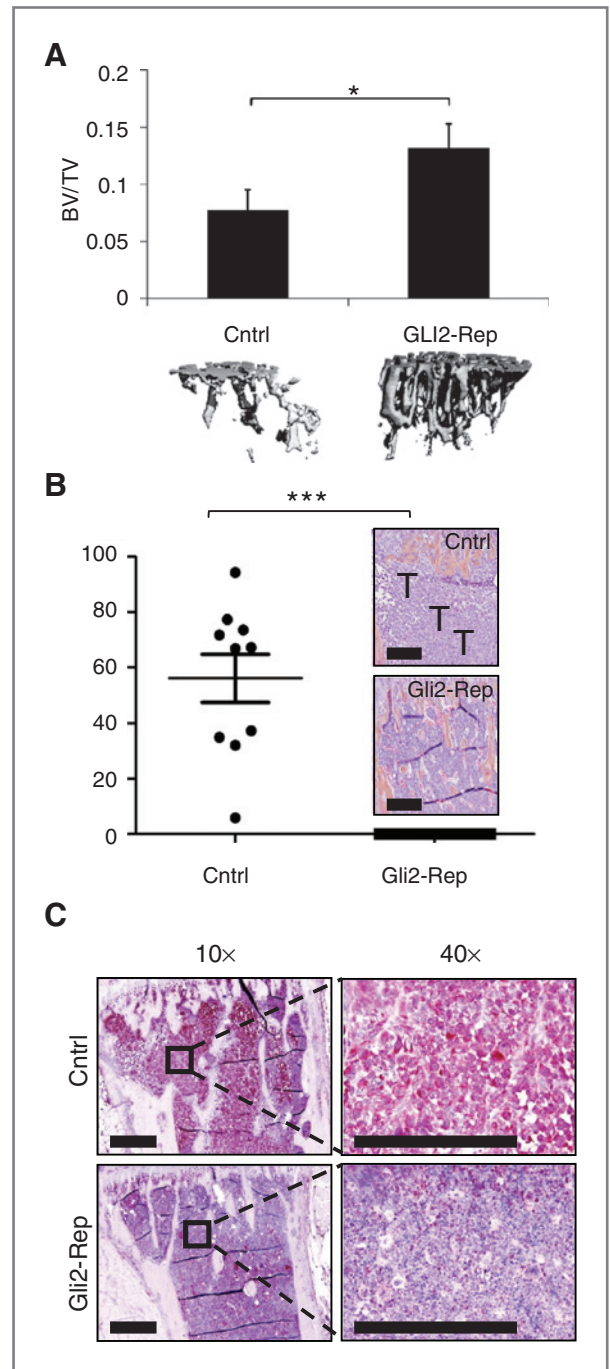 A
0.2
0.15
0.1
0.05
0
BV/TV
*
Cntrl GLI2-Rep
B
***
100
80
60
40
20
0
Cntrl
T
T
T
Gli2-Rep
Cntrl Gli2-Rep
C
10× 40×
Cntrl
Gli2-Rep